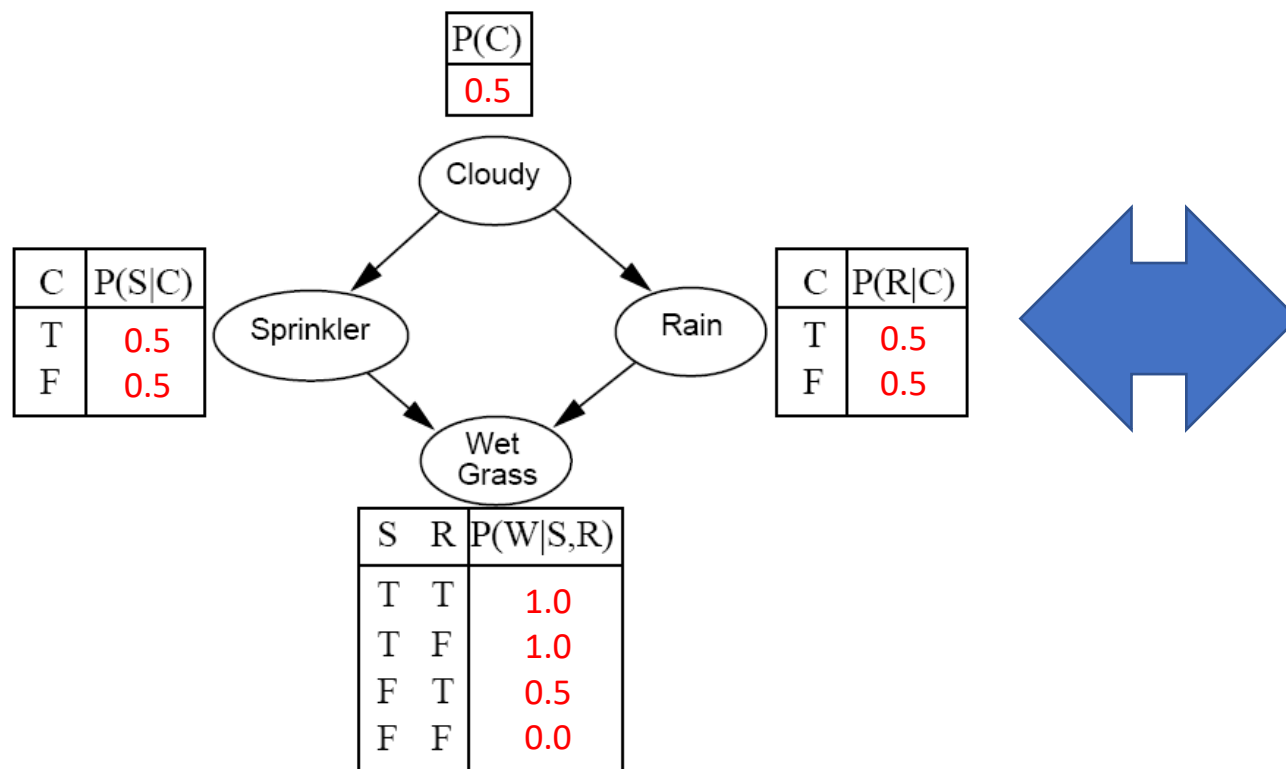 P(C)
0.5
Cloudy
C P(S|C)
T 0.5
F 0.5
Sprinkler
Rain
C P(R|C)
T 0.5
F 0.5
Wet
Grass
S R P(W|S,R)
T T 1.0
T F 1.0
F T 0.5
F F 0.0